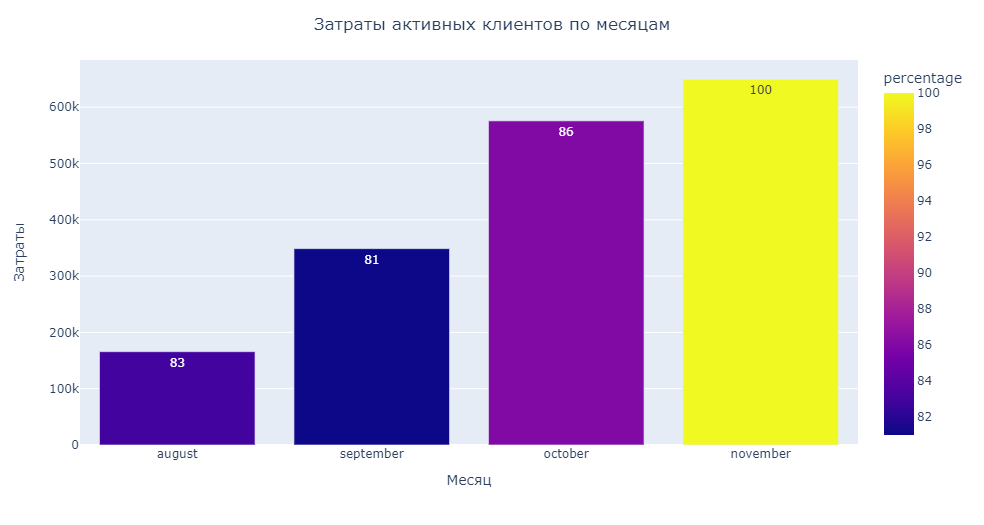 Затраты активных клиентов по месяцам
percentage
Затраты
600k
500k
400k
300k
200k
100k
0
83
81
86
100
august
september
october
november
Месяц
100
98
96
94
92
90
88
86
84
82